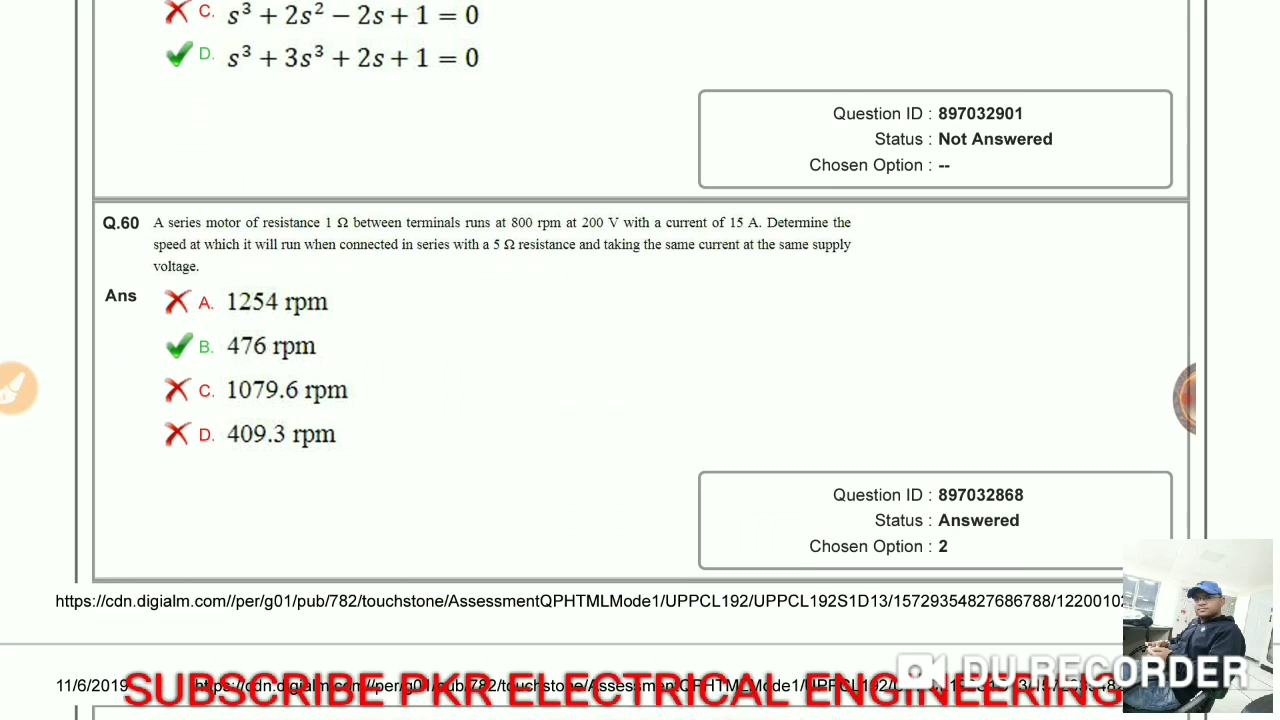 C. s³ + 2s² − 2s + 1 = 0
D. s³ + 3s³ + 2s + 1 = 0
Question ID : 897032901
Status : Not Answered
Chosen Option : --
Q.60 A series motor of resistance 1 Ω between terminals runs at 800 rpm at 200 V with a current of 15 A. Determine the
speed at which it will run when connected in series with a 5 Ω resistance and taking the same current at the same supply
voltage.
Ans
A. 1254 rpm
B. 476 rpm
C. 1079.6 rpm
D. 409.3 rpm
Question ID : 897032868
Status : Answered
Chosen Option : 2
https://cdn.digialm.com//per/g01/pub/782/touchstone/AssessmentQPHTMLMode1/UPPCL192/UPPCL192S1D13/15729354827686788/1220010
11/6/2019
SUBSCRIBE PKR ELECTRICAL ENGINEERING
DU RECORDER